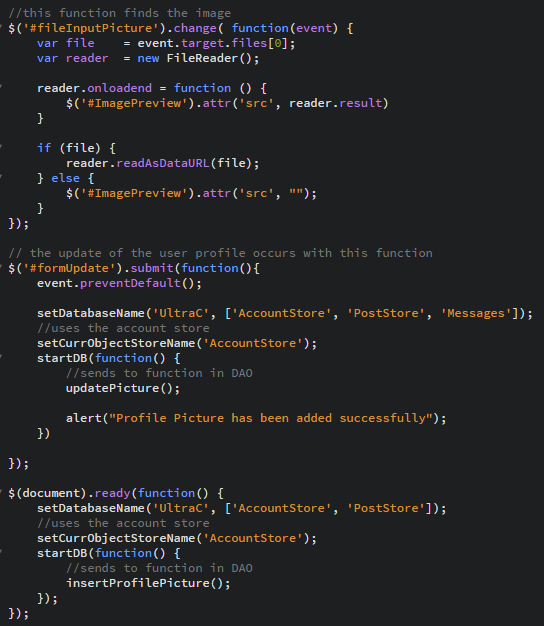 //this function finds the image
$('#fileInputPicture').change( function(event) {
    var file    = event.target.files[0];
    var reader  = new FileReader();

    reader.onloadend = function () {
        $('#ImagePreview').attr('src', reader.result)
    }

    if (file) {
        reader.readAsDataURL(file);
    } else {
        $('#ImagePreview').attr('src', "");
    }
});

// the update of the user profile occurs with this function
$('#formUpdate').submit(function(){
    event.preventDefault();

    setDatabaseName('UltraC', ['AccountStore', 'PostStore', 'Messages']);
    //uses the account store
    setCurrObjectStoreName('AccountStore');
    startDB(function() {
        //sends to function in DAO
        updatePicture();

        alert("Profile Picture has been added successfully");
    })

});

$(document).ready(function() {
    setDatabaseName('UltraC', ['AccountStore', 'PostStore']);
    //uses the account store
    setCurrObjectStoreName('AccountStore');
    startDB(function() {
        //sends to function in DAO
        insertProfilePicture();
    });
});